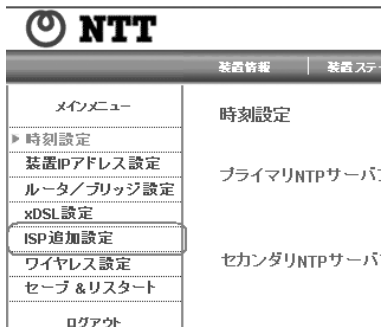 NTT
装置情報 | 装置ステー
メインメニュー
時刻設定
装置IPアドレス設定
ルータ/ブリッジ設定
xDSL設定
ISP追加設定
ワイヤレス設定
セーブ &リスタート
ログアウト
時刻設定
プライマリNTPサーバ
セカンダリNTPサーバ